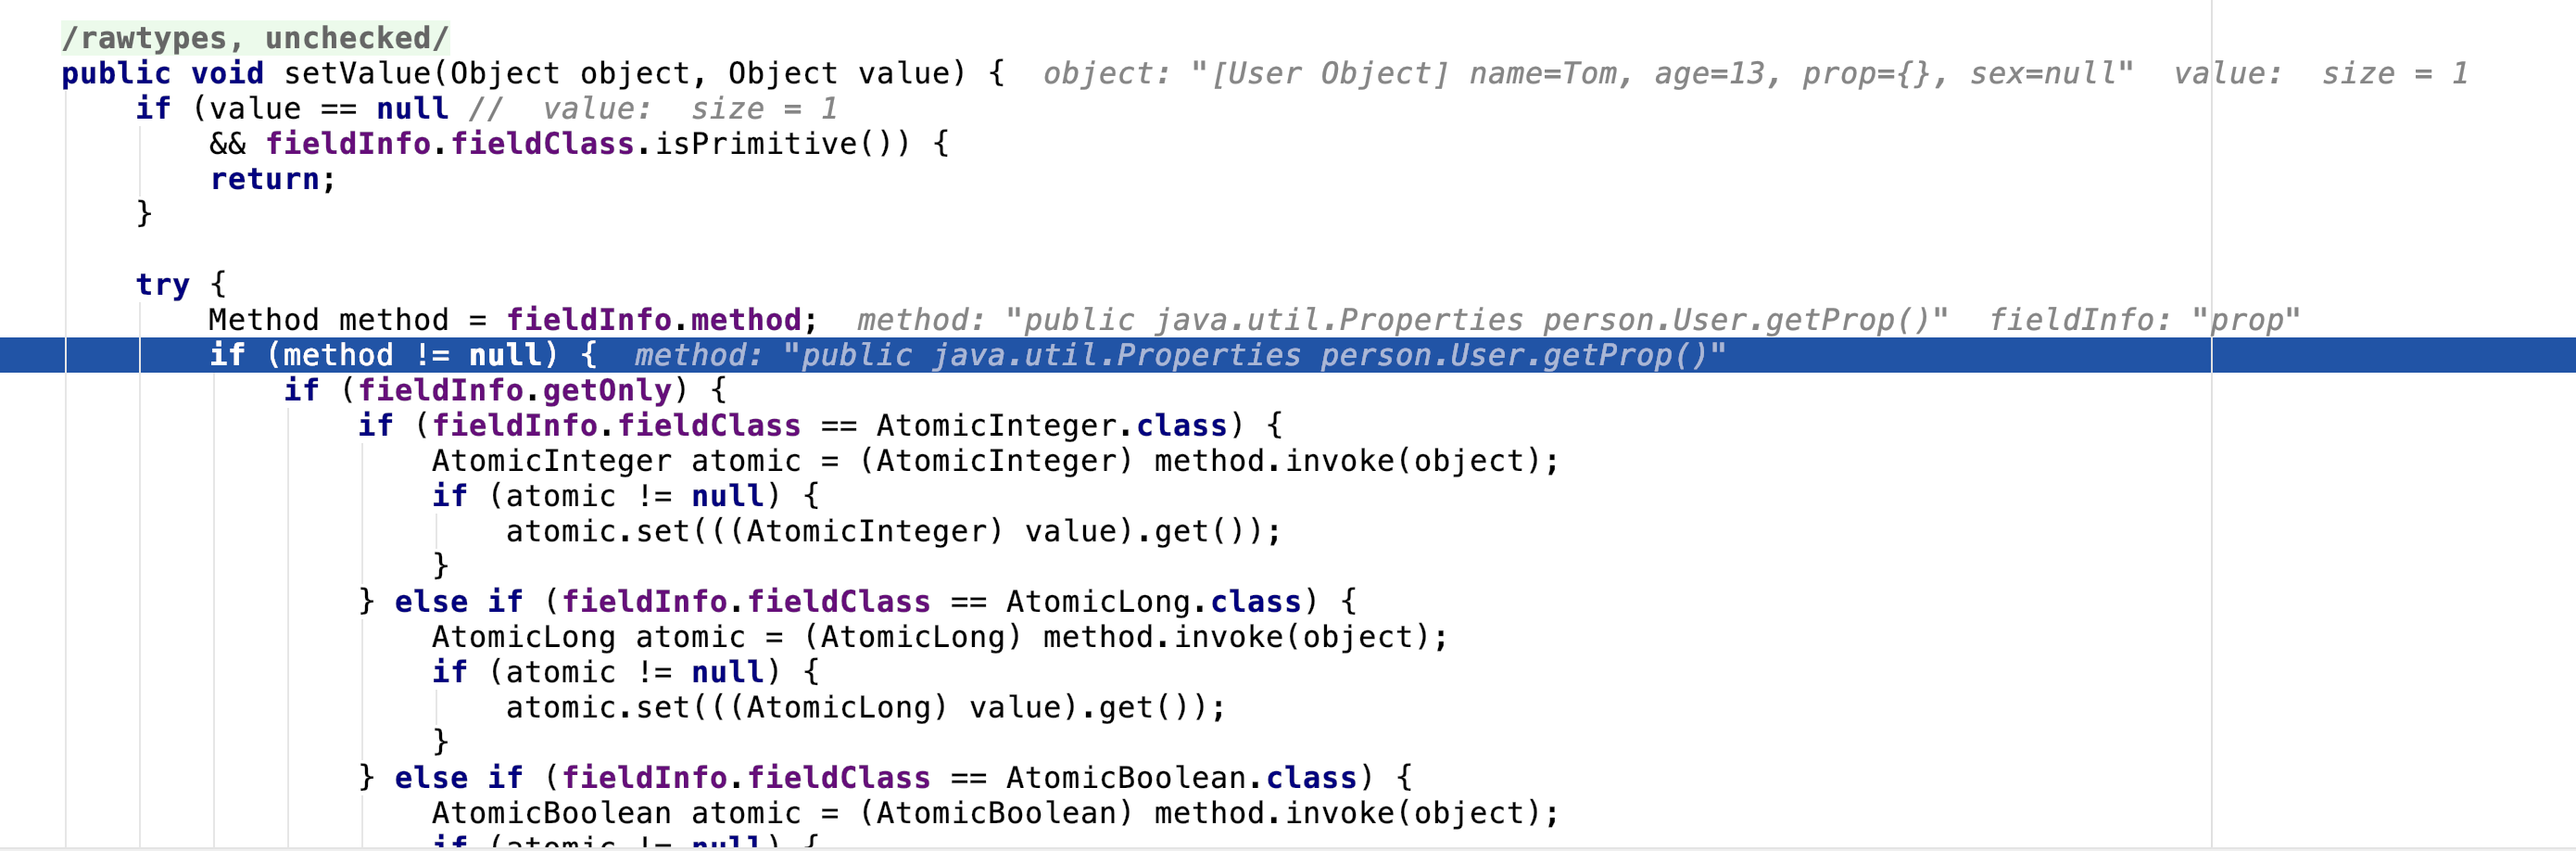 /rawtypes, unchecked/
public void setValue(Object object, Object value) {  object: "[User Object] name=Tom, age=13, prop={}, sex=null"  value:  size = 1
    if (value == null //  value:  size = 1
        && fieldInfo.fieldClass.isPrimitive()) {
        return;
    }

    try {
        Method method = fieldInfo.method;  method: "public java.util.Properties person.User.getProp()"  fieldInfo: "prop"
        if (method != null) {  method: "public java.util.Properties person.User.getProp()"
            if (fieldInfo.getOnly) {
                if (fieldInfo.fieldClass == AtomicInteger.class) {
                    AtomicInteger atomic = (AtomicInteger) method.invoke(object);
                    if (atomic != null) {
                        atomic.set(((AtomicInteger) value).get());
                    }
                } else if (fieldInfo.fieldClass == AtomicLong.class) {
                    AtomicLong atomic = (AtomicLong) method.invoke(object);
                    if (atomic != null) {
                        atomic.set(((AtomicLong) value).get());
                    }
                } else if (fieldInfo.fieldClass == AtomicBoolean.class) {
                    AtomicBoolean atomic = (AtomicBoolean) method.invoke(object);
                    if (atomic != null) {